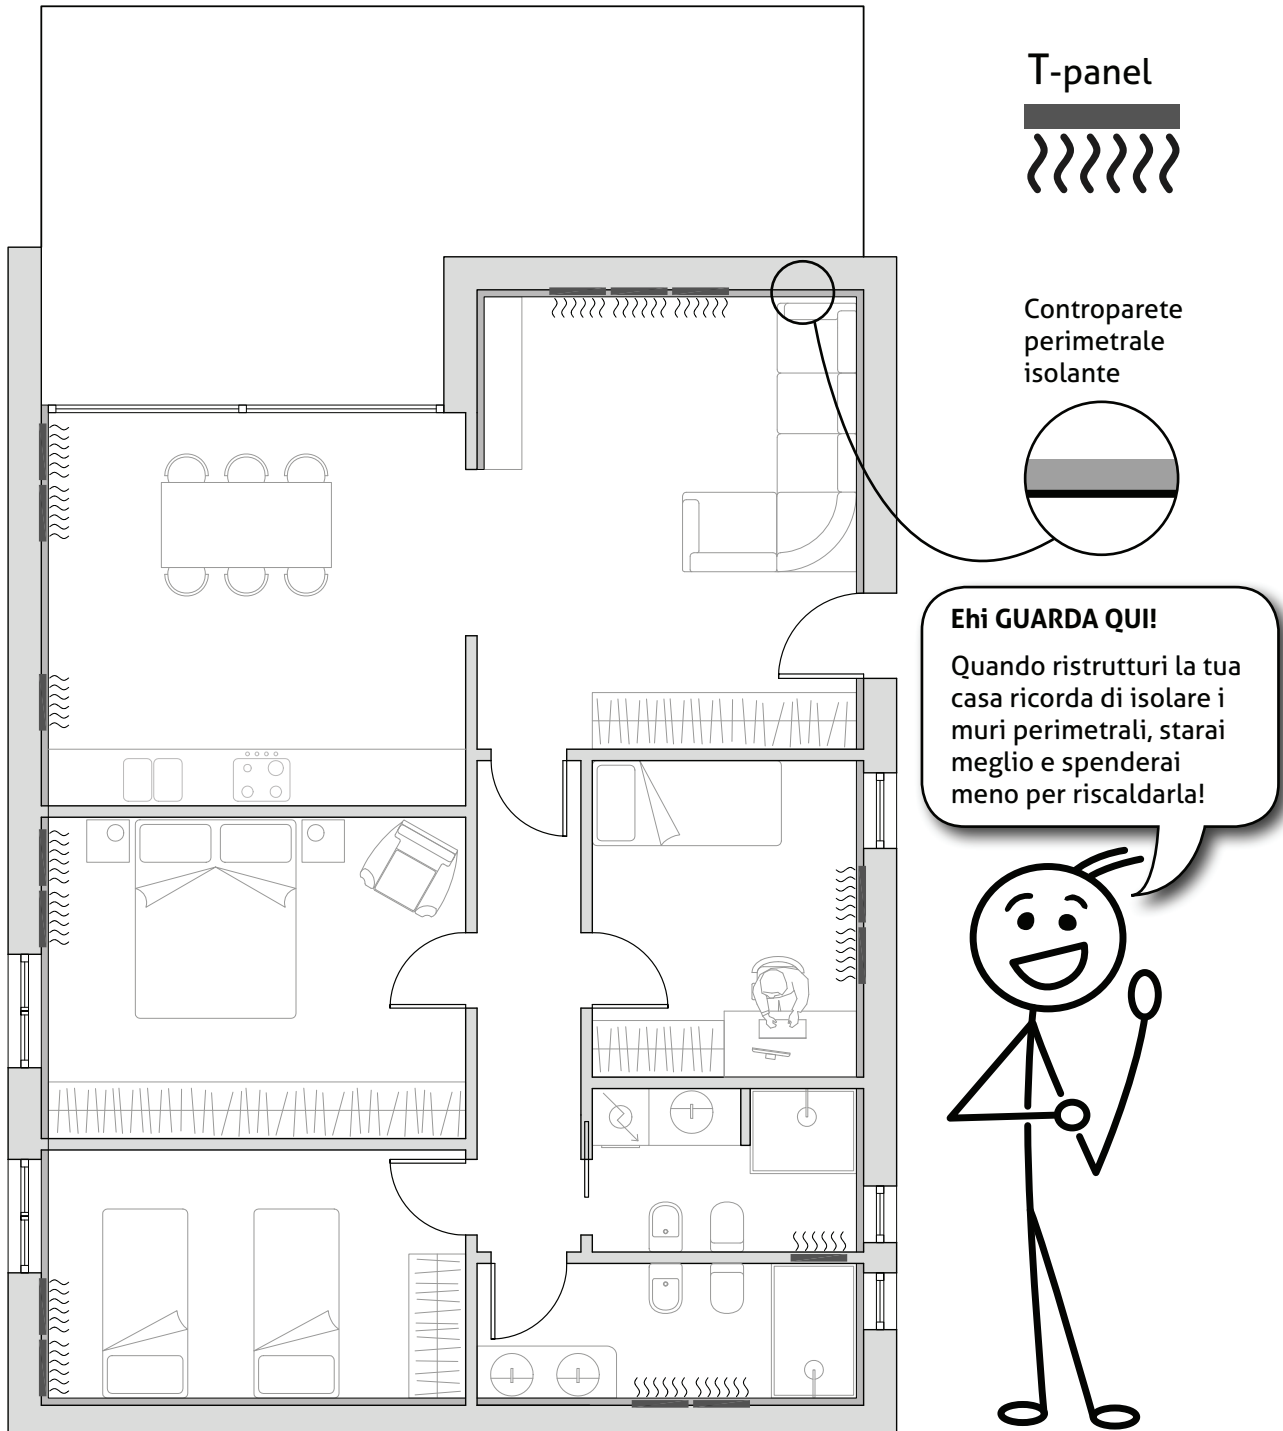 T-panel
Controparete
perimetrale
isolante
Ehi GUARDA QUI!
Quando ristrutturi la tua
casa ricorda di isolare i
muri perimetrali, starai
meglio e spenderai
meno per riscaldarla!